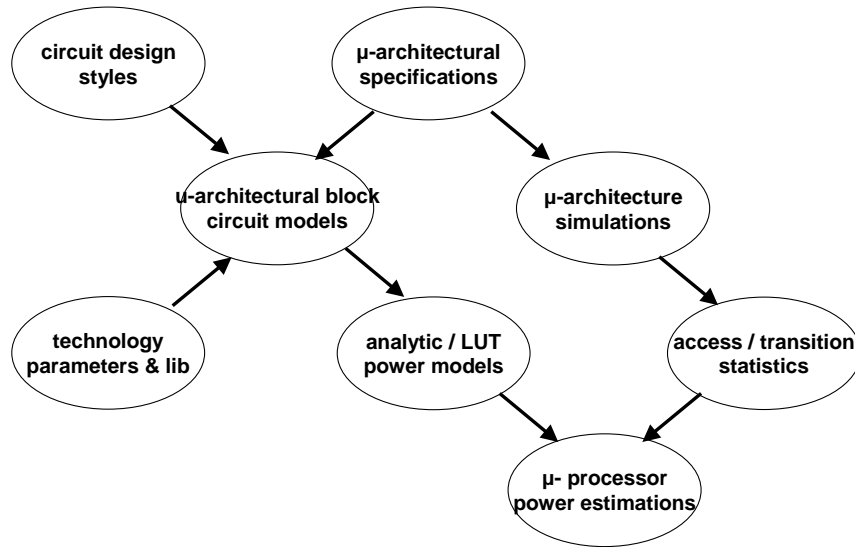 circuit design
styles
µ-architectural
specifications
u-architectural block
circuit models
µ-architecture
simulations
technology
parameters & lib
analytic / LUT
power models
access / transition
statistics
µ- processor
power estimations